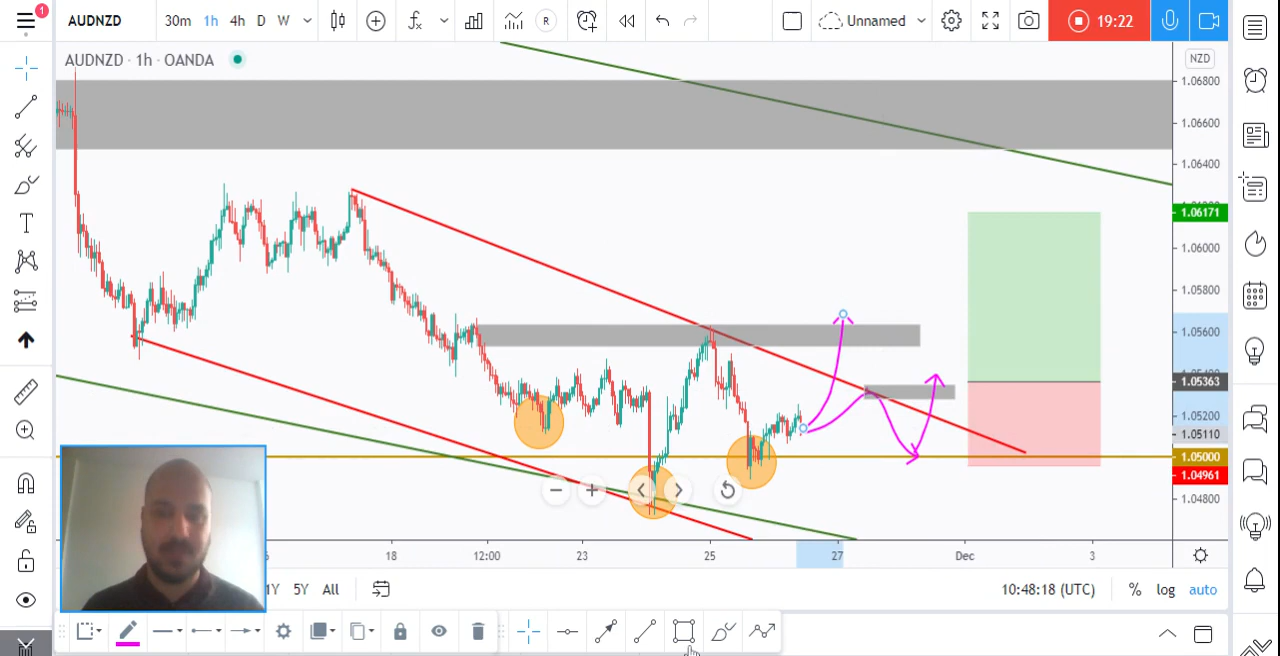 1
AUDNZD
30m 1h 4h D W
R
Unnamed
19:22
AUDNZD · 1h · OANDA
NZD
1.06800
1.06600
1.06400
1.06171
1.06000
1.05800
1.05600
1.05363
1.05200
1.05110
1.05000
1.04961
1.04800
18 12:00 23 25 27 Dec 3
1Y 5Y All
10:48:18 (UTC) % log auto